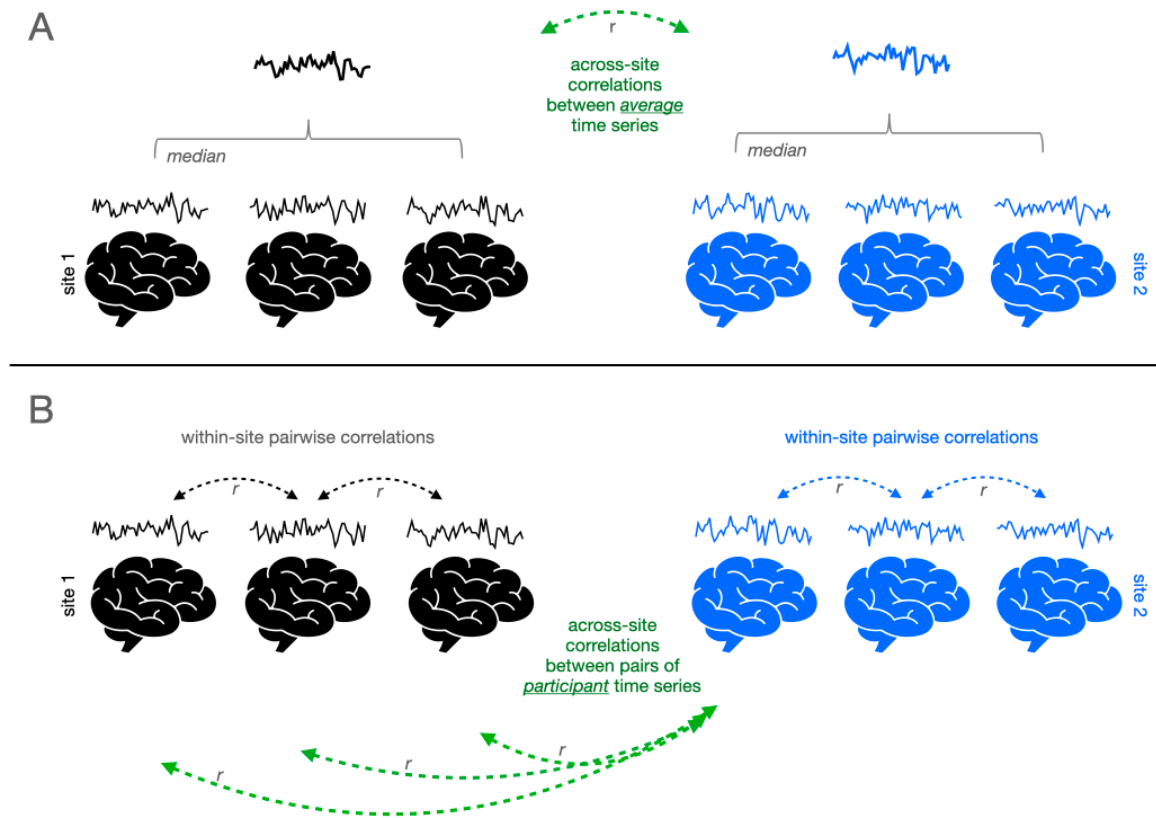 A
r
across-site
correlations
between average
time series
median
median
site 1
site 2
B
within-site pairwise correlations
within-site pairwise correlations
r
r
r
r
site 1
site 2
across-site
correlations
between pairs of
participant time series
r
r
r